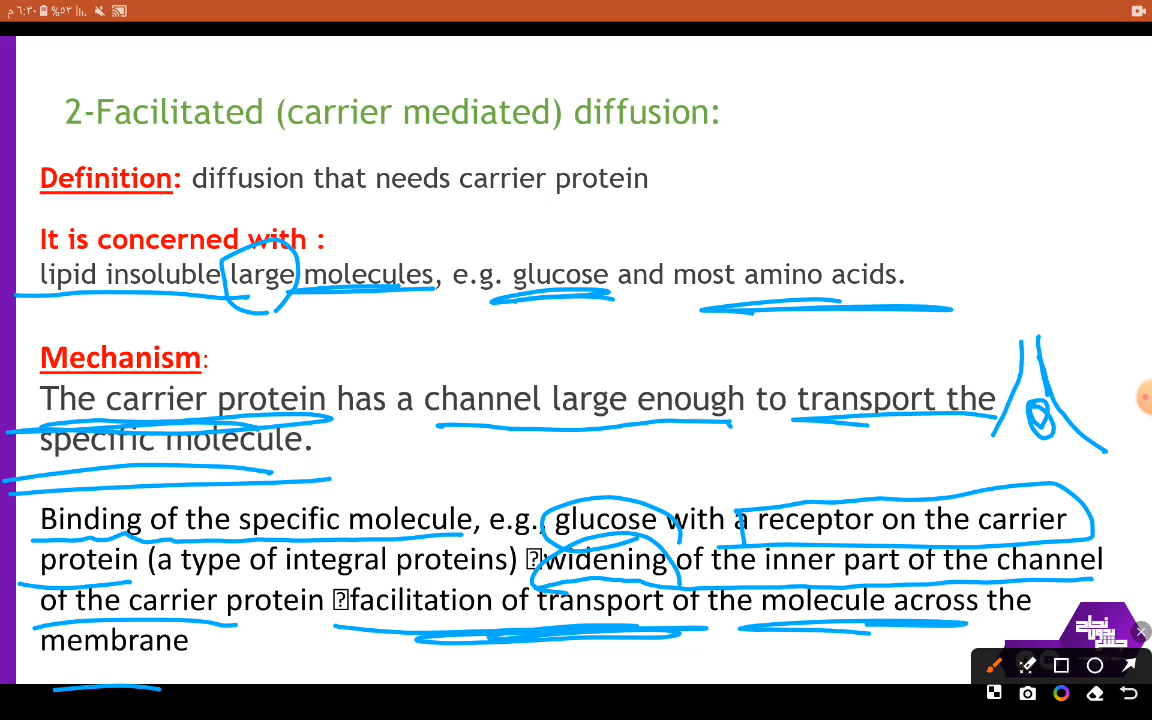 م ٦:٣٠ %٥٣
2-Facilitated (carrier mediated) diffusion:
Definition: diffusion that needs carrier protein
It is concerned with :
lipid insoluble large molecules, e.g. glucose and most amino acids.
Mechanism:
The carrier protein has a channel large enough to transport the
specific molecule.
Binding of the specific molecule, e.g., glucose with a receptor on the carrier
protein (a type of integral proteins) widening of the inner part of the channel
of the carrier protein facilitation of transport of the molecule across the
membrane